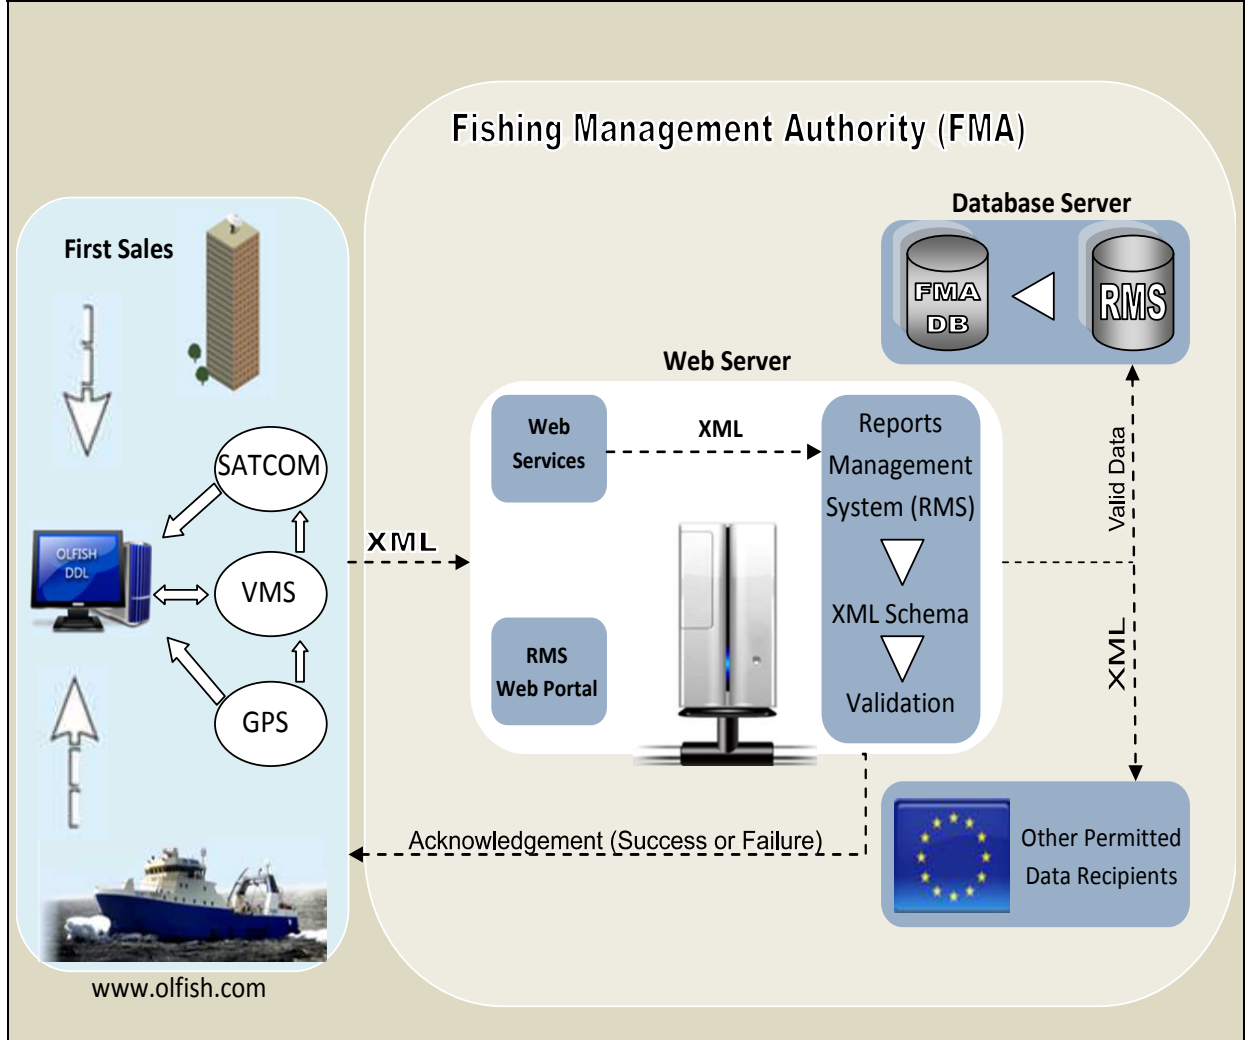 Fishing Management Authority (FMA)
Database Server
First Sales
FMA
DB
RMS
Web Server
Web
Services
XML
Reports
Management
System (RMS)
Valid Data
SATCOM
XML
OLFISH
DDL
VMS
XML Schema
XML
RMS
Web Portal
Validation
GPS
Acknowledgement (Success or Failure)
Other Permitted
Data Recipients
www.olfish.com